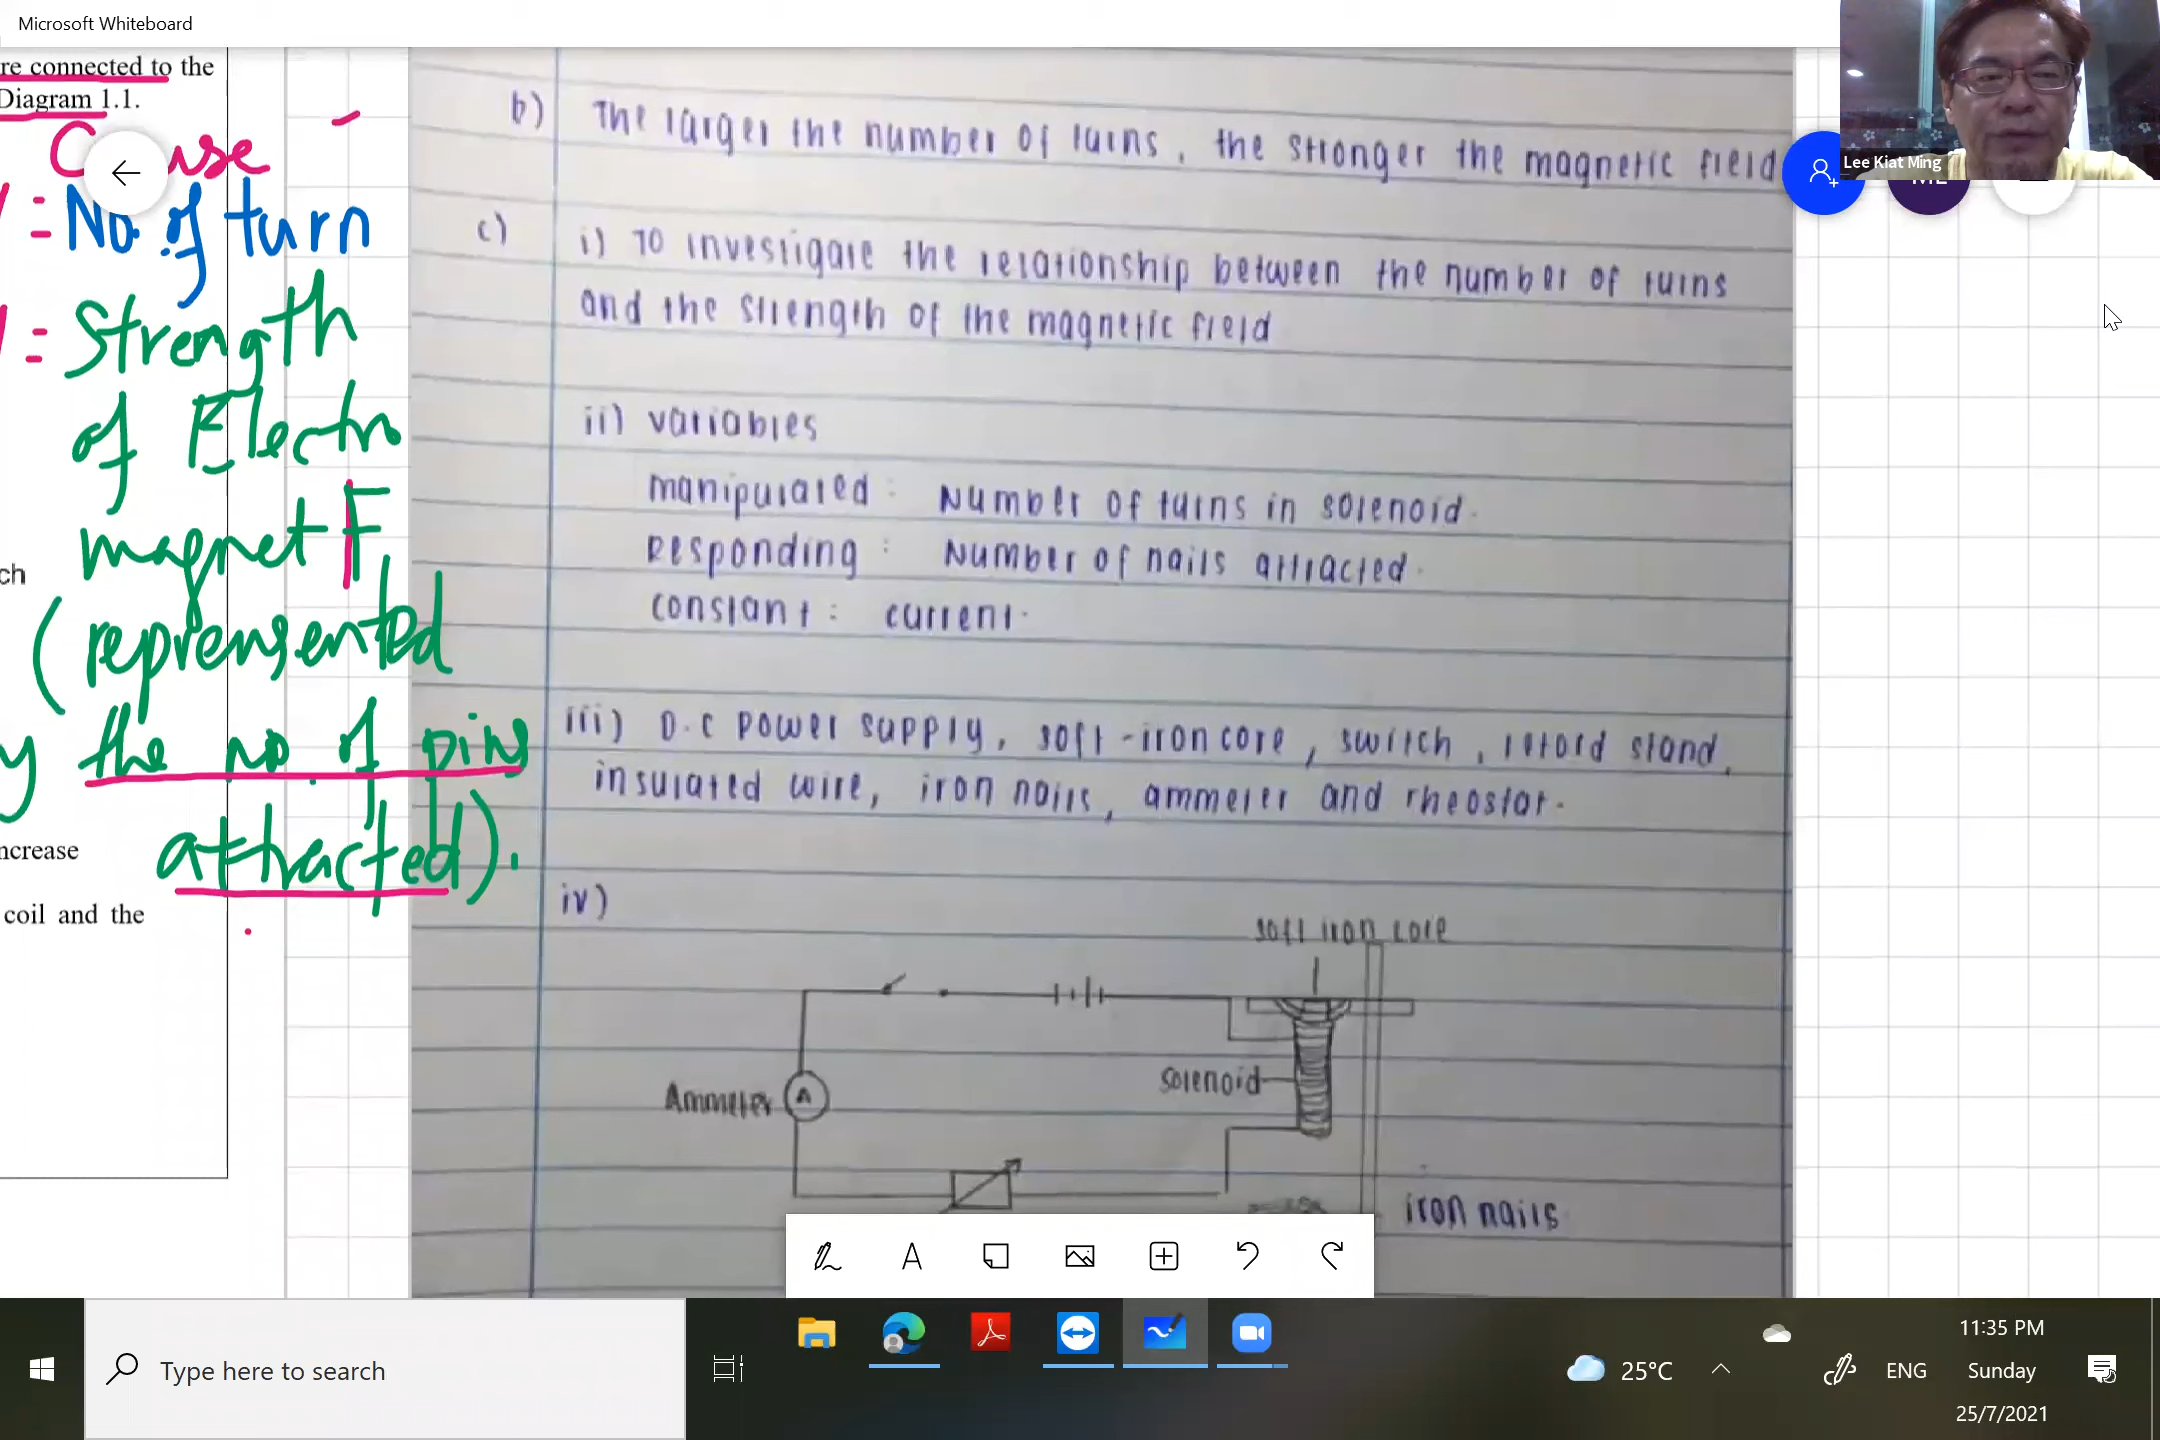 Microsoft Whiteboard
re connected to the
Diagram 1.1.
= No. of turn
= Strength
of Electro
magnet F
(reprensented
y the no. of pins
attracted).
ch
ncrease
coil and the
b) The larger the number of turns, the stronger the magnetic field
c) i) To investigate the relationship between the number of turns
and the strength of the magnetic field
ii) variables
manipulated: Number of turns in solenoid.
Responding: Number of nails attracted.
constant: current.
iii) D.C power supply, soft-iron core, switch, retord stand,
insulated wire, iron nails, ammeter and rheostat.
iv)
soft iron core
solenoid
Ammeter A
iron nails
Lee Kiat Ming
Type here to search
25°C
ENG
11:35 PM
Sunday
25/7/2021